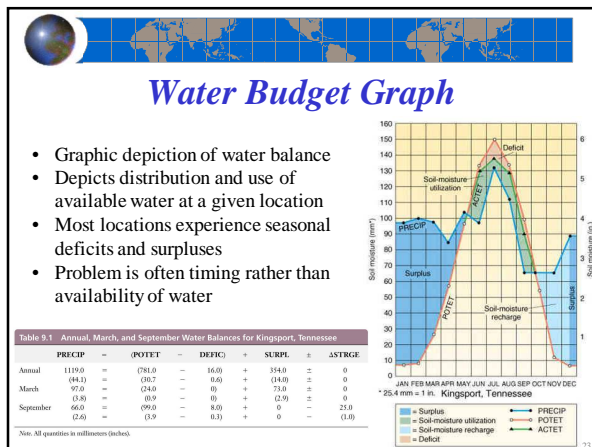 Water Budget Graph
• Graphic depiction of water balance
• Depicts distribution and use of
available water at a given location
• Most locations experience seasonal
deficits and surpluses
• Problem is often timing rather than
availability of water
Table 9.1 Annual, March, and September Water Balances for Kingsport, Tennessee
PRECIP = (POTET − DEFIC) + SURPL ± ΔSTRGE
Annual 1119.0 = (781.0 − 16.0) + 354.0 ± 0
(44.1) (30.7 0.6) + (14.0) ± 0
March 97.0 = (24.0 − 0) + 73.0 ± 0
(3.8) (0.9 − 0) + (2.9) ± 0
September 66.0 = (99.0 − 8.0) + 0 − 25.0
(2.6) (3.9 − 0.3) + 0 − (1.0)
Note. All quantities in millimeters (inches).
160
150
140
130
120
110
100
90
80
70
60
50
40
30
20
10
0
Soil moisture (mm*)
6
5
4
3
2
1
Soil moisture (in.)
Deficit
Soil-moisture
utilization
ACTET
PRECIP
Surplus
POTET
Soil-moisture
recharge
Surplus
JAN FEB MAR APR MAY JUN JUL AUG SEP OCT NOV DEC
* 25.4 mm = 1 in. Kingsport, Tennessee
= Surplus
= Soil-moisture utilization
= Soil-moisture recharge
= Deficit
PRECIP
POTET
ACTET
23